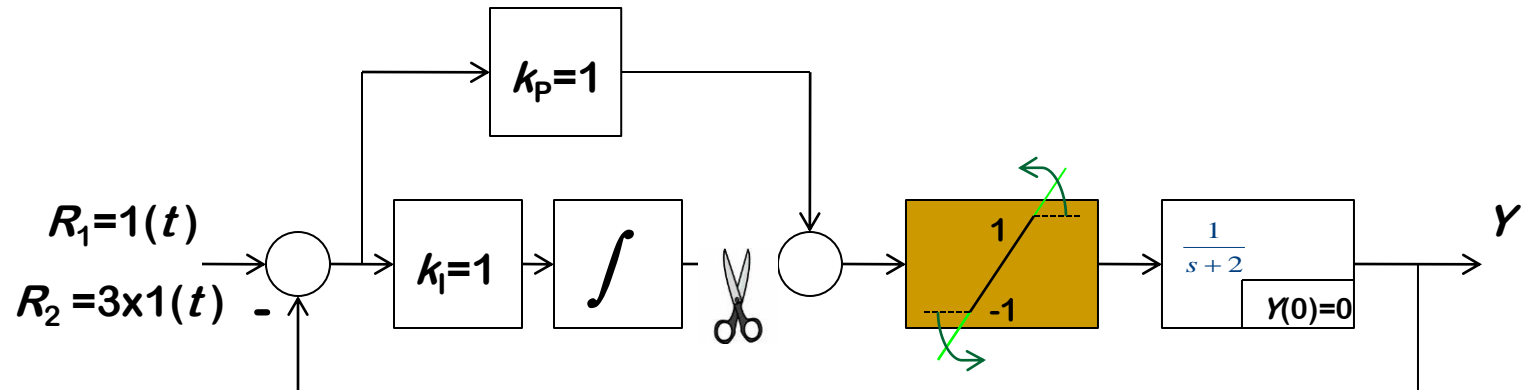 kP=1
R1=1(t)
R2 =3x1(t)
-
kI=1
∫
1
-1
1
s + 2
Y(0)=0
Y